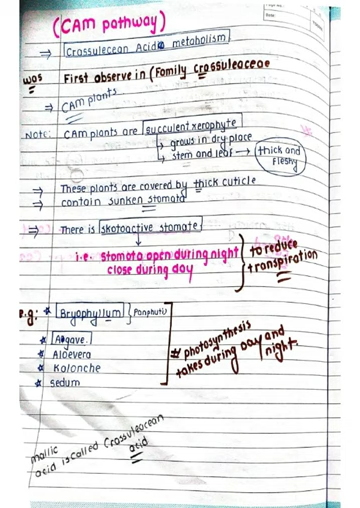 (CAM pathway)
⇒ Crassulecean Acid metabolism
was
First observe in (Family Crassuleaceae
⇒ CAM plants
Note: CAM plants are succulent xerophyte
↳ grows in dry place
↳ stem and leaf → thick and fleshy
⇒ These plants are covered by thick cuticle
⇒ contain sunken stomata
⇒ There is skotoactive stomate
i.e. stomata open during night
close during day
to reduce
transpiration
e.g: * Bryophyllum (Panphuti)
* Agave.
* Aloevera
* Kalonche
* Sedum
# photosynthesis
takes during day and
night.
mallic
acid is called Crassuleacean
acid